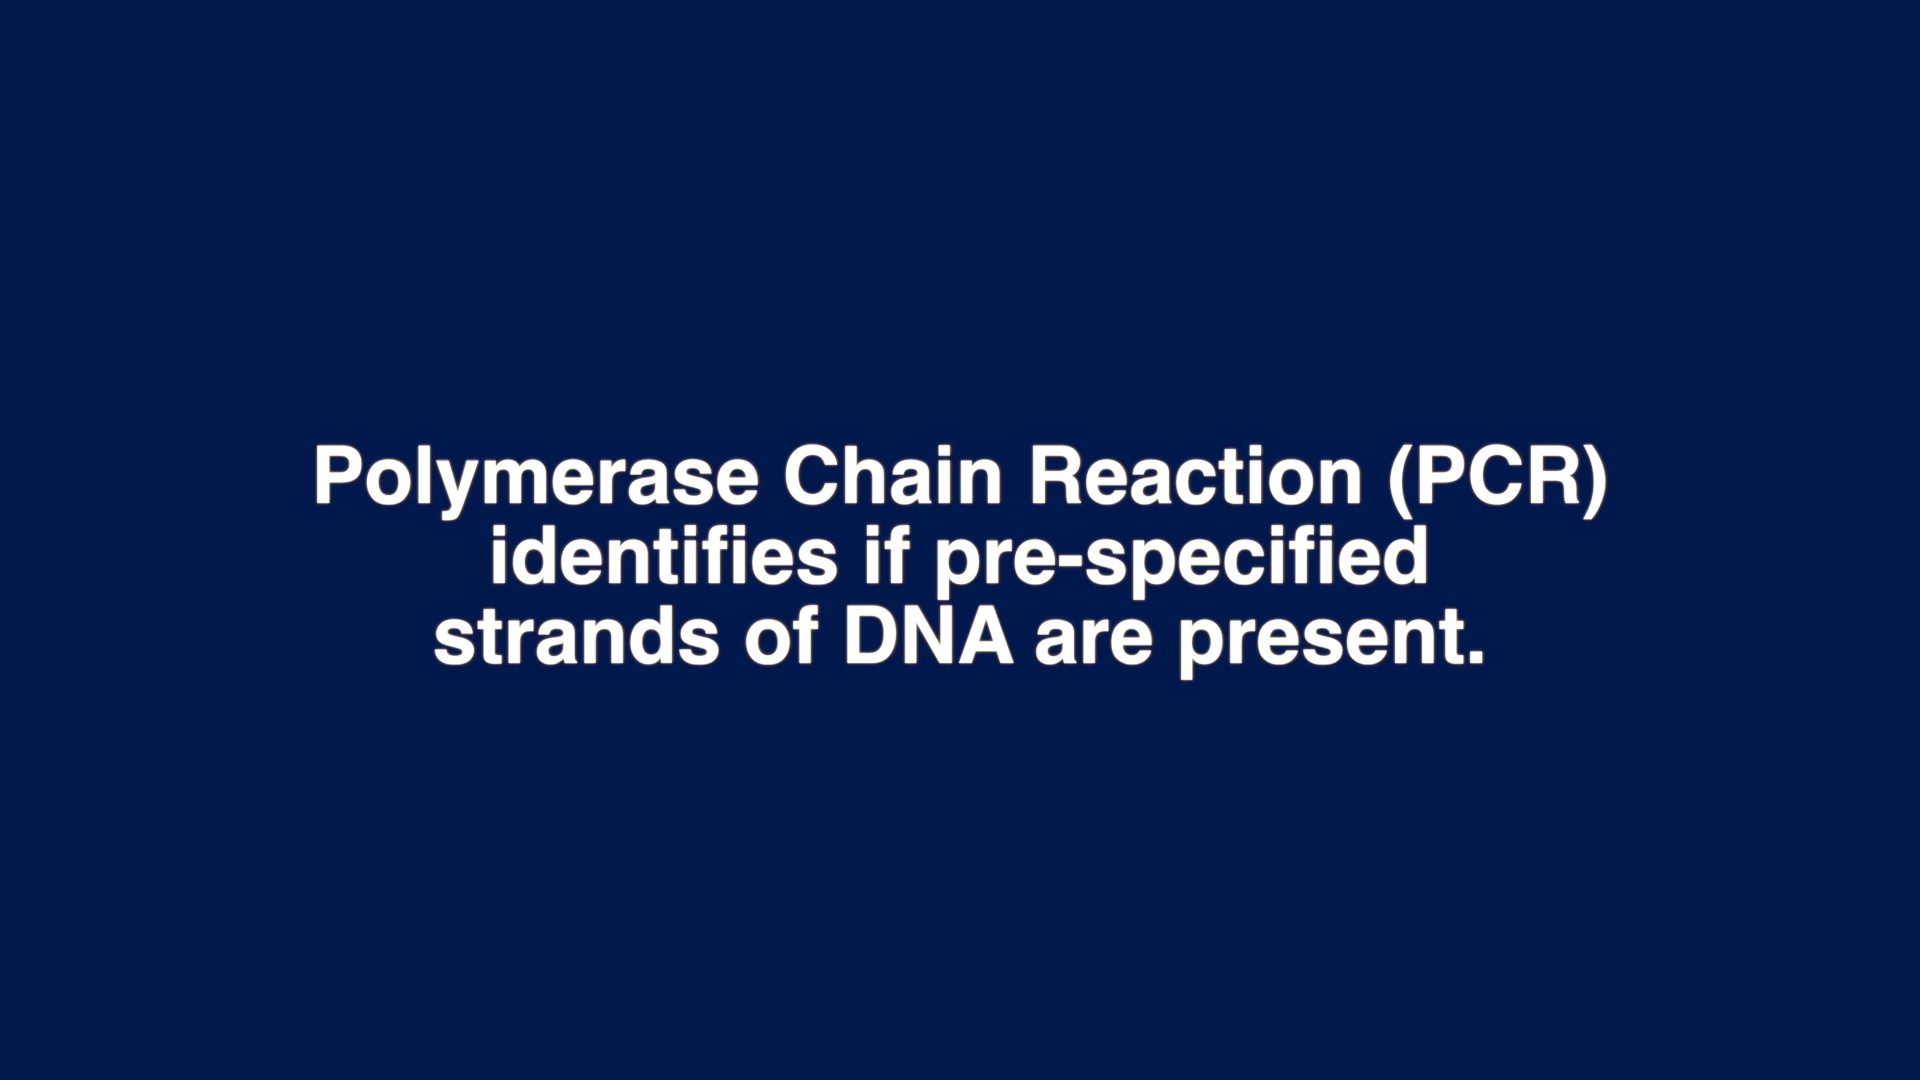 Polymerase Chain Reaction (PCR)
identifies if pre-specified
strands of DNA are present.